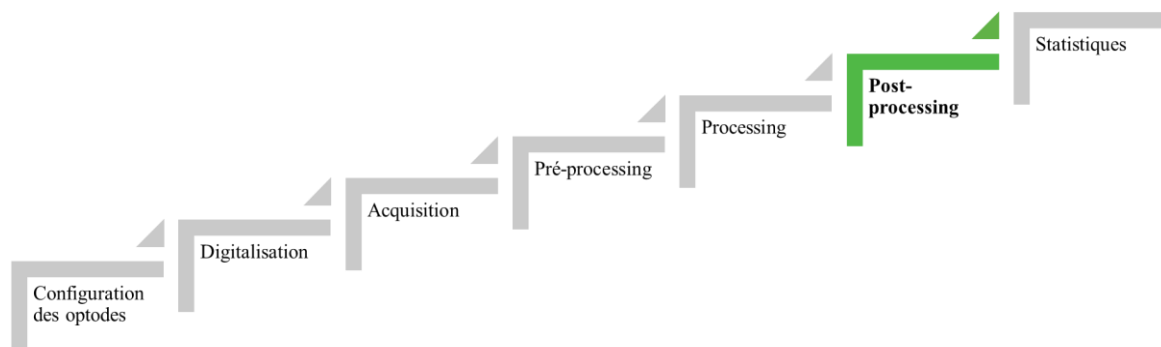 Statistiques
Post-
processing
Processing
Pré-processing
Acquisition
Digitalisation
Configuration
des optodes